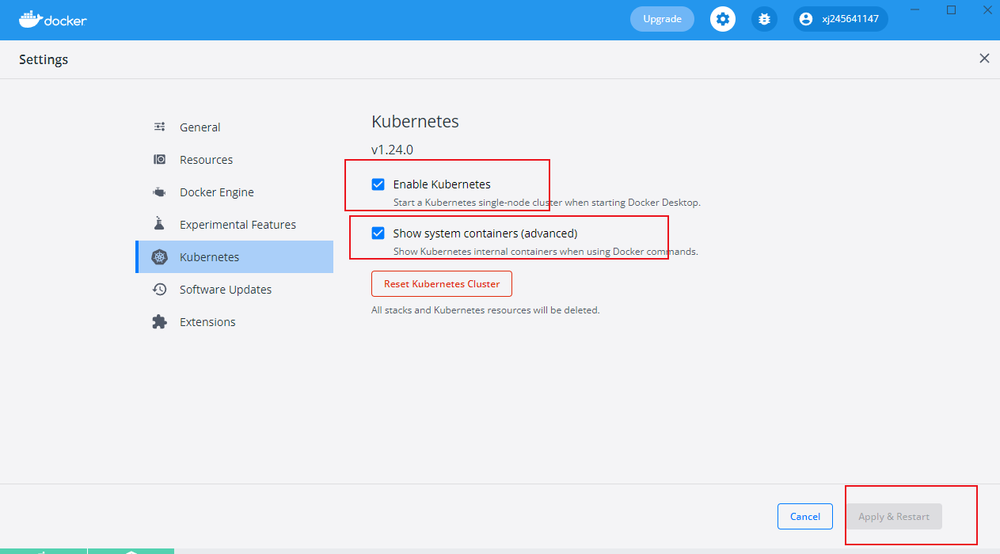 docker
Upgrade
xj245641147
Settings
General
Resources
Docker Engine
Experimental Features
Kubernetes
Software Updates
Extensions
Kubernetes
v1.24.0
Enable Kubernetes
Start a Kubernetes single-node cluster when starting Docker Desktop.
Show system containers (advanced)
Show Kubernetes internal containers when using Docker commands.
Reset Kubernetes Cluster
All stacks and Kubernetes resources will be deleted.
Cancel
Apply & Restart